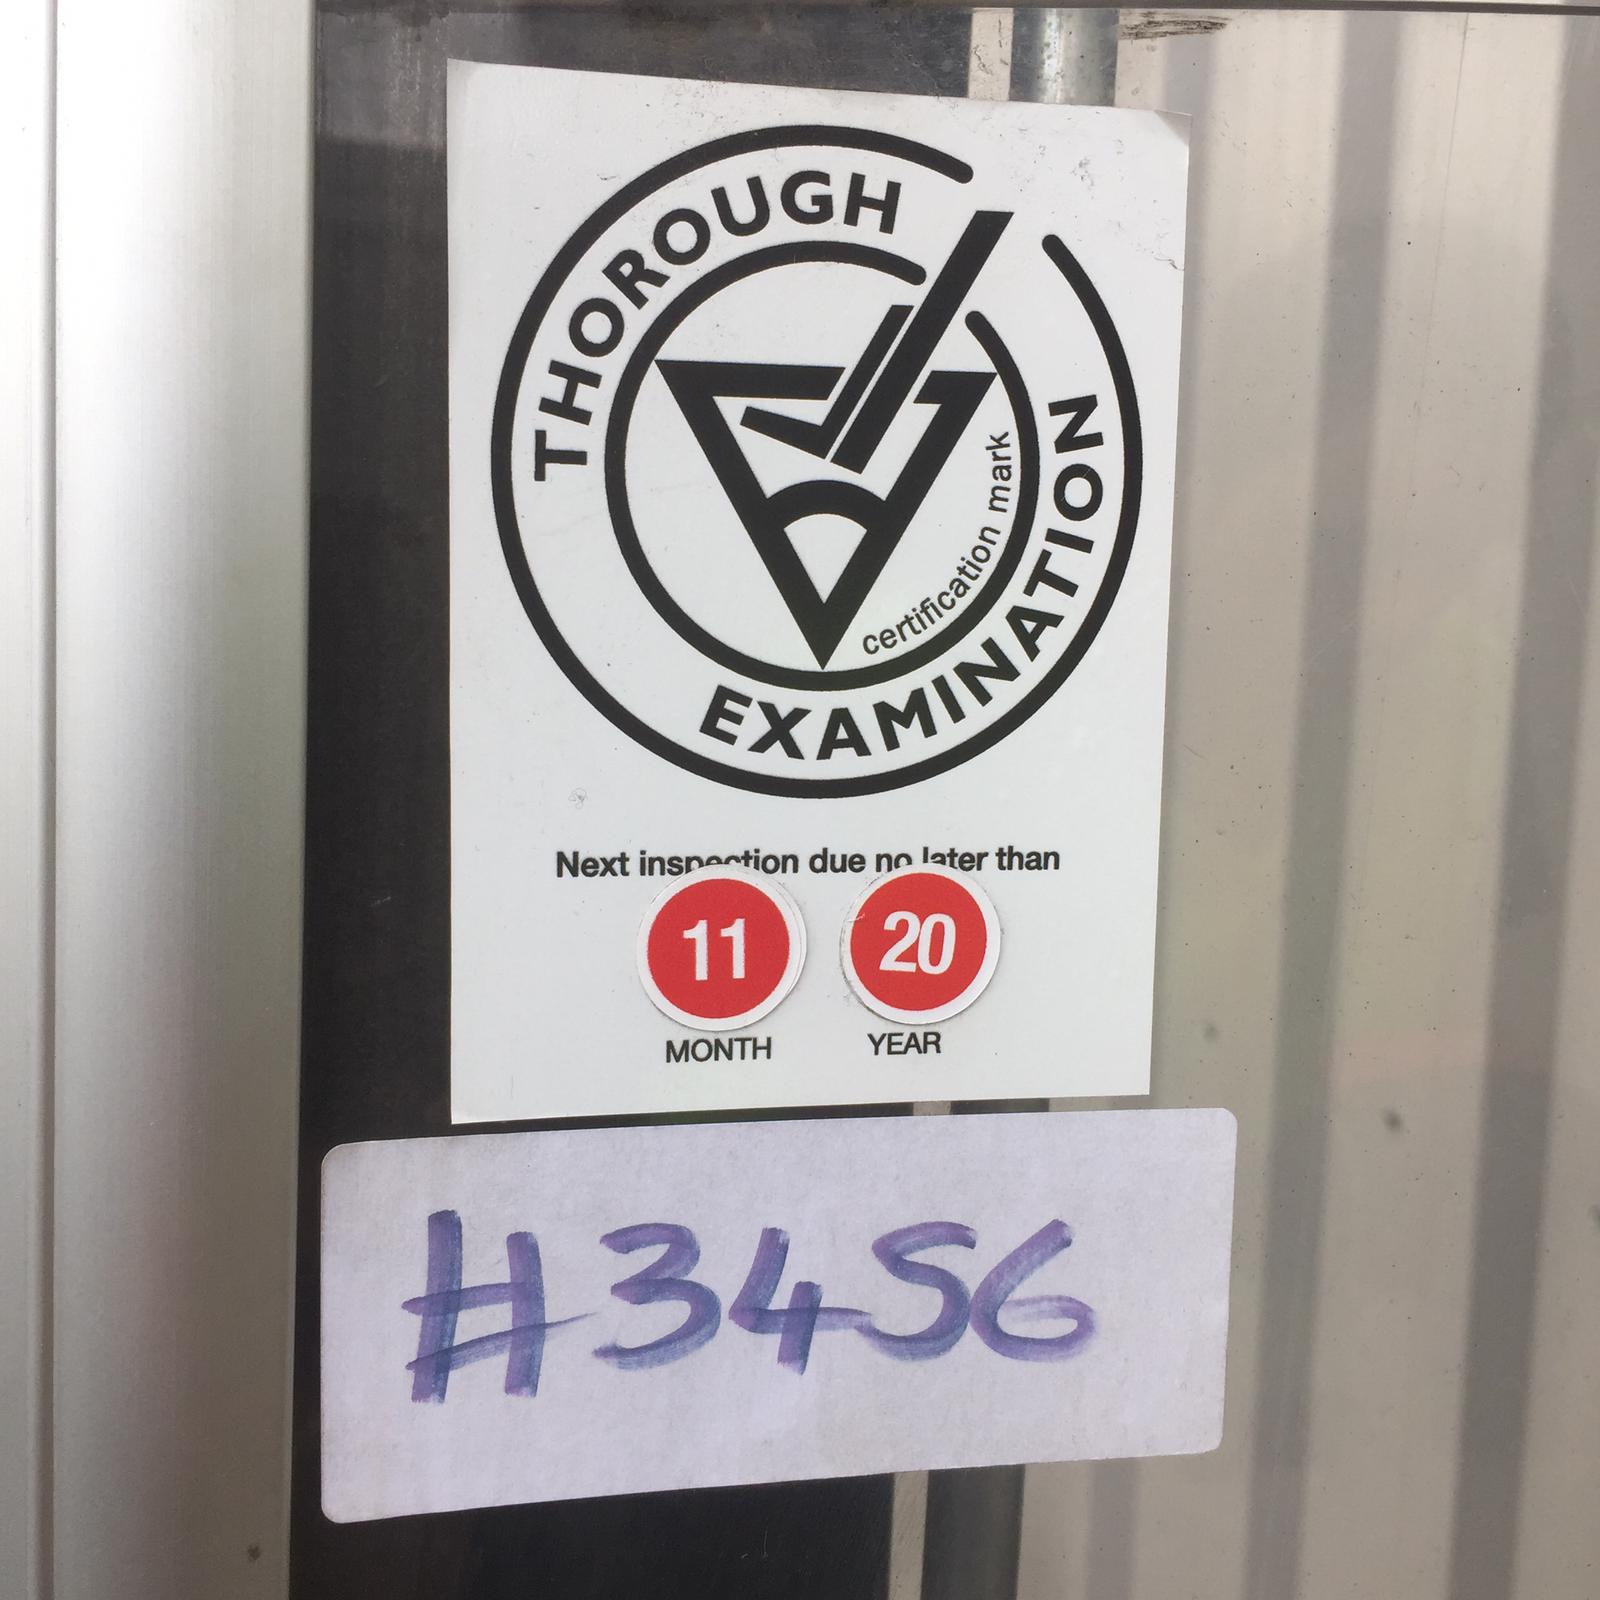 THOROUGH
EXAMINATION
certification mark
Next inspection due no later than
11 20
MONTH YEAR
#3456